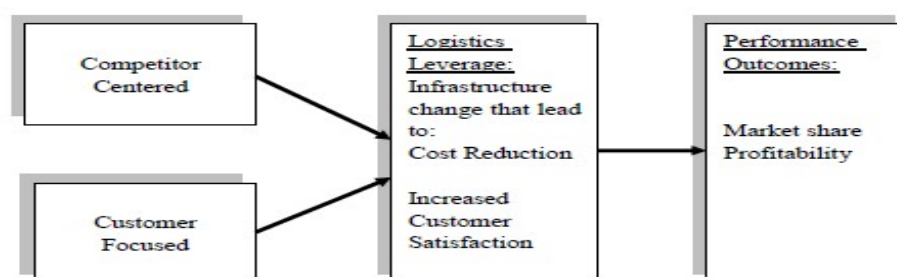 Competitor
Centered
Customer
Focused
Logistics
Leverage:
Infrastructure
change that lead
to:
Cost Reduction
Increased
Customer
Satisfaction
Performance
Outcomes:
Market share
Profitability